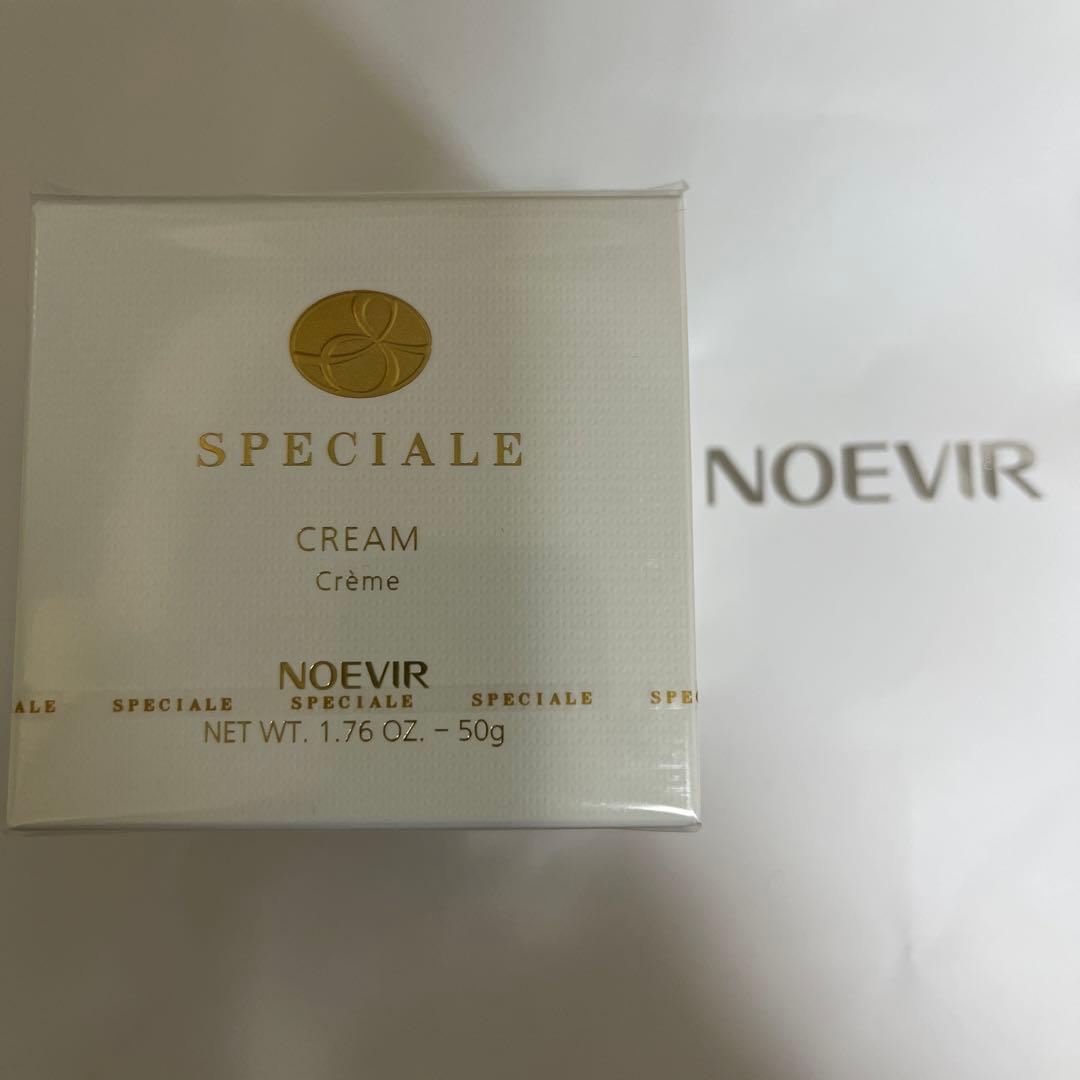 SPECIALE
CREAM
Crème
NOEVIR
ALE SPECIALE SPECIALE SPECIALE SPE
NET WT. 1.76 OZ. – 50g
NOEVIR